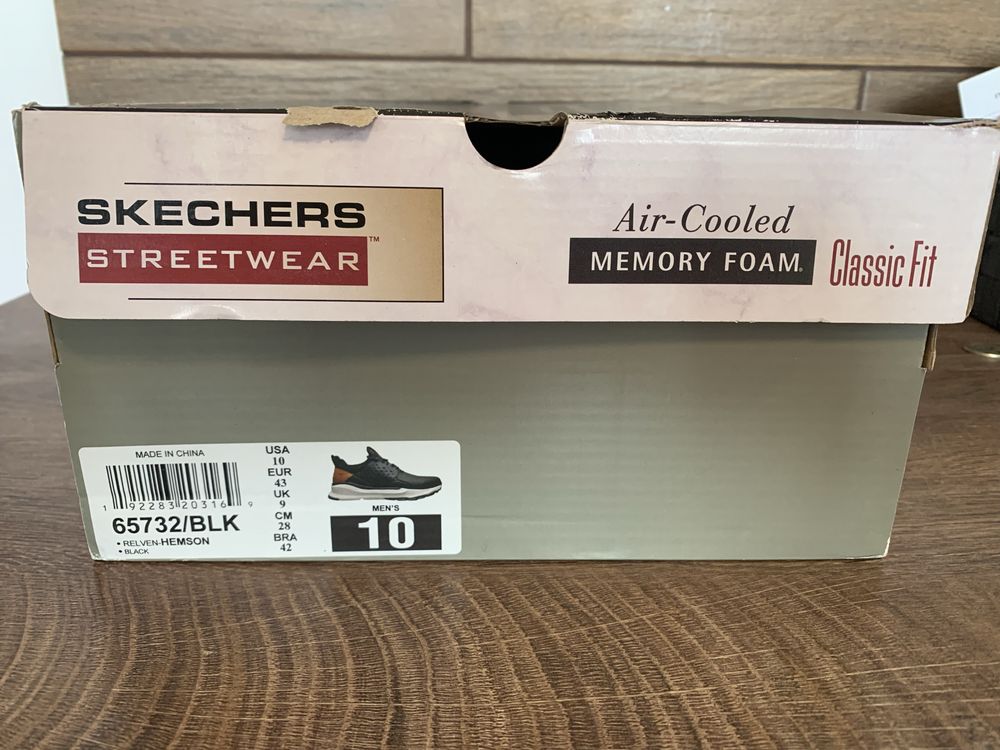 SKECHERS
STREETWEAR™
Air-Cooled
MEMORY FOAM®
Classic Fit
MADE IN CHINA
1 92283 20316 9
65732/BLK
• RELVEN-HEMSON
• BLACK
USA
10
EUR
43
UK
9
CM
28
BRA
42
MEN'S
10